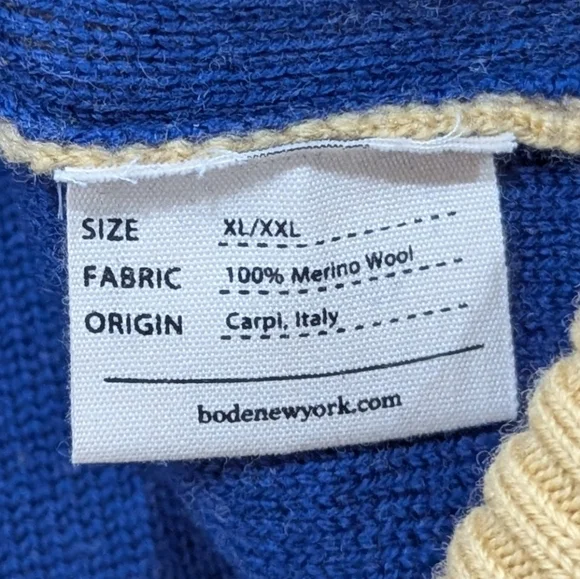 SIZE XL/XXL
FABRIC 100% Merino Wool
ORIGIN Carpi, Italy
bodenewyork.com